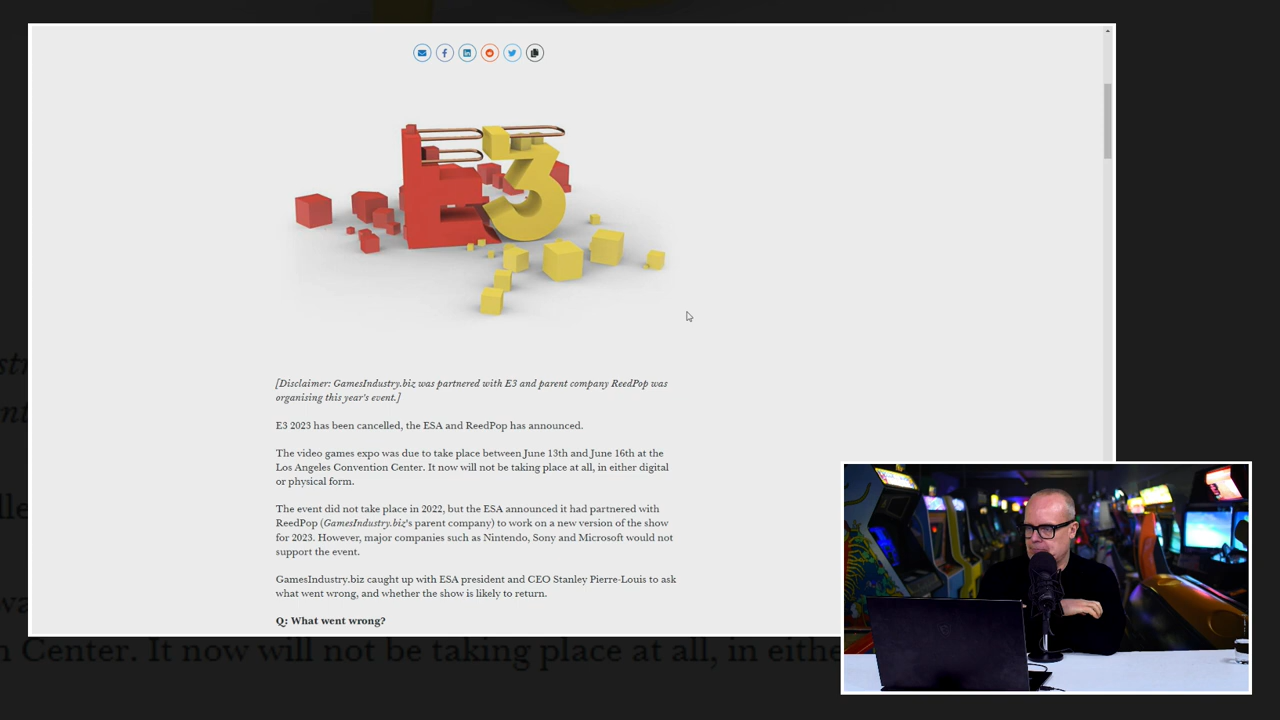 E3
[Disclaimer: GamesIndustry.biz was partnered with E3 and parent company ReedPop was
organising this year's event.]
E3 2023 has been cancelled, the ESA and ReedPop has announced.
The video games expo was due to take place between June 13th and June 16th at the
Los Angeles Convention Center. It now will not be taking place at all, in either digital
or physical form.
The event did not take place in 2022, but the ESA announced it had partnered with
ReedPop (GamesIndustry.biz's parent company) to work on a new version of the show
for 2023. However, major companies such as Nintendo, Sony and Microsoft would not
support the event.
GamesIndustry.biz caught up with ESA president and CEO Stanley Pierre-Louis to ask
what went wrong, and whether the show is likely to return.
Q: What went wrong?
n Center. It now will not be taking place at all, in eithe